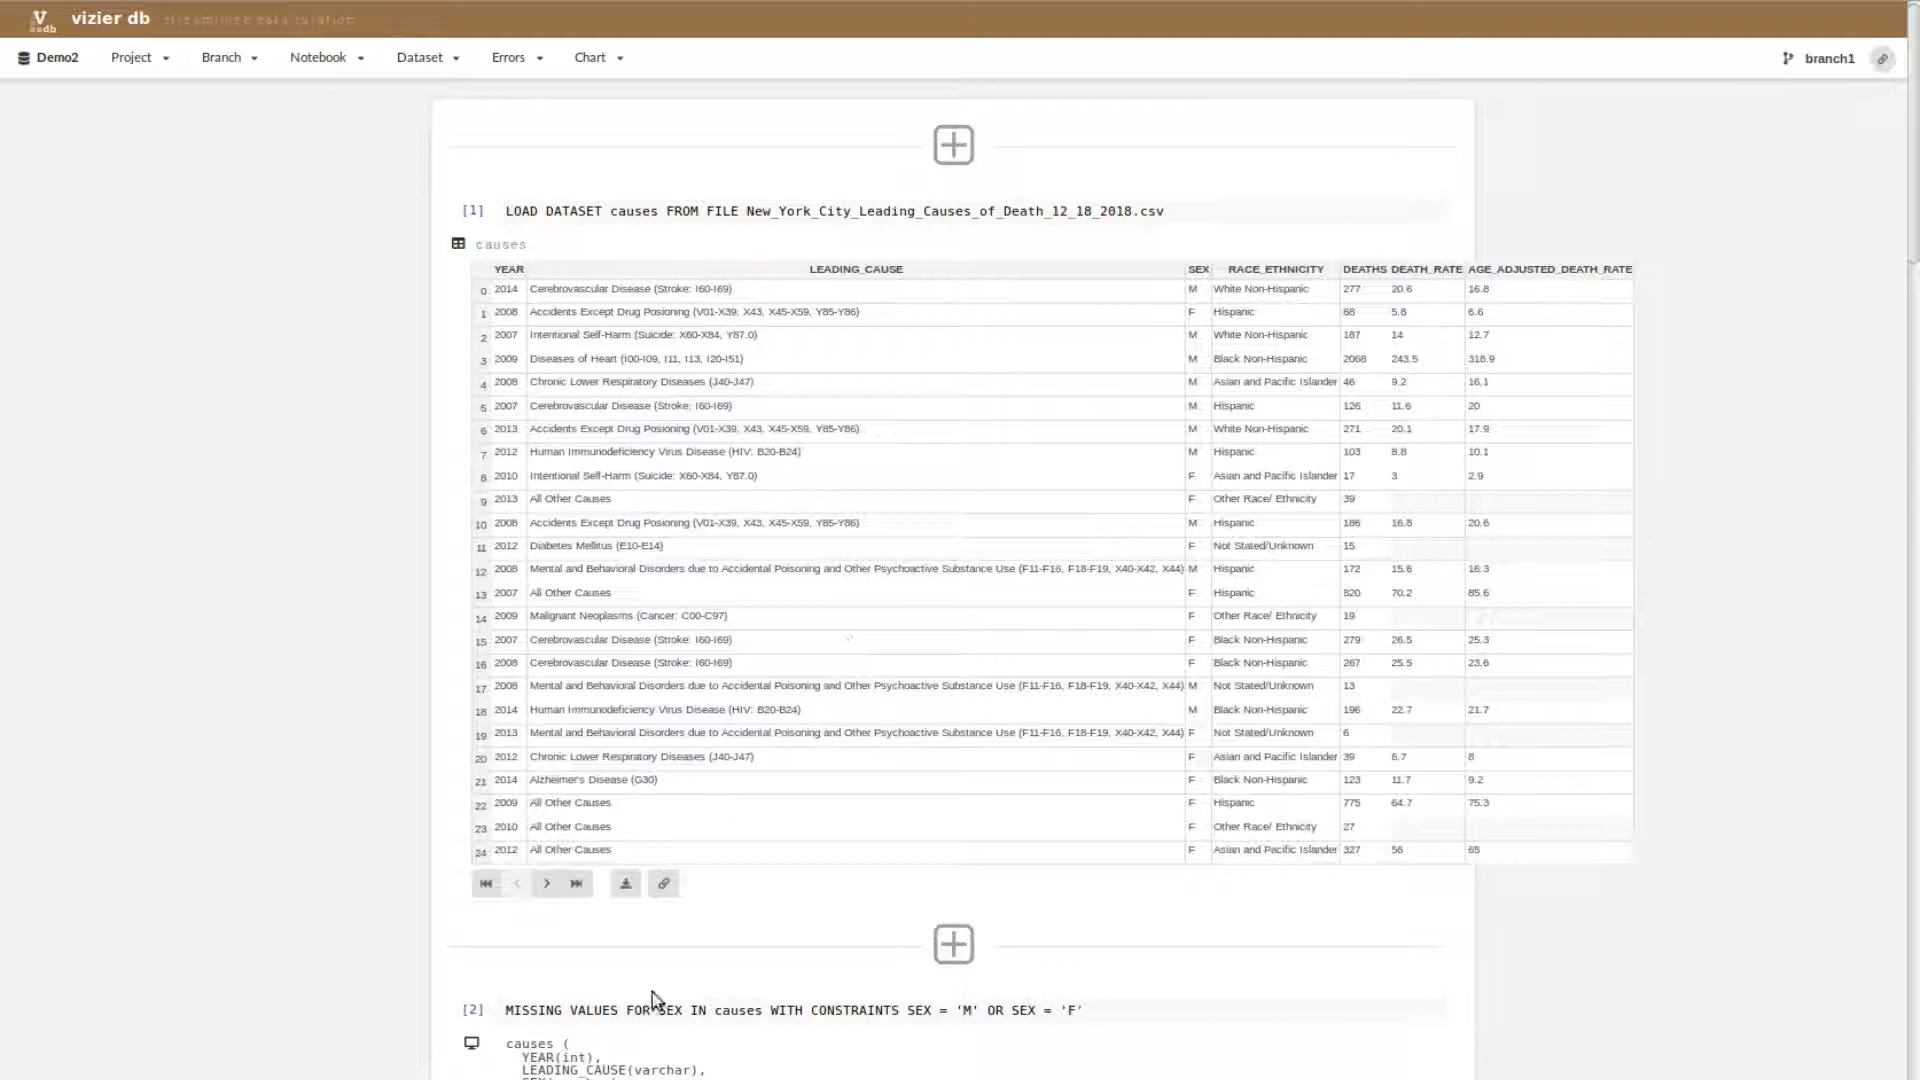 V vizier db streamlined data curation
db
Demo2 Project Branch Notebook Dataset Errors Chart branch1
[1] LOAD DATASET causes FROM FILE New_York_City_Leading_Causes_of_Death_12_18_2018.csv
causes
YEAR LEADING_CAUSE SEX RACE_ETHNICITY DEATHS DEATH_RATE AGE_ADJUSTED_DEATH_RATE
0 2014 Cerebrovascular Disease (Stroke: I60-I69) M White Non-Hispanic 277 20.6 16.8
1 2008 Accidents Except Drug Posioning (V01-X39, X43, X45-X59, Y85-Y86) F Hispanic 68 5.8 6.6
2 2007 Intentional Self-Harm (Suicide: X60-X84, Y87.0) M White Non-Hispanic 187 14 12.7
3 2009 Diseases of Heart (I00-I09, I11, I13, I20-I51) M Black Non-Hispanic 2068 243.5 318.9
4 2008 Chronic Lower Respiratory Diseases (J40-J47) M Asian and Pacific Islander 46 9.2 16.1
5 2007 Cerebrovascular Disease (Stroke: I60-I69) M Hispanic 126 11.6 20
6 2013 Accidents Except Drug Posioning (V01-X39, X43, X45-X59, Y85-Y86) M White Non-Hispanic 271 20.1 17.9
7 2012 Human Immunodeficiency Virus Disease (HIV: B20-B24) M Hispanic 103 8.8 10.1
8 2010 Intentional Self-Harm (Suicide: X60-X84, Y87.0) F Asian and Pacific Islander 17 3 2.9
9 2013 All Other Causes F Other Race/ Ethnicity 39
10 2008 Accidents Except Drug Posioning (V01-X39, X43, X45-X59, Y85-Y86) M Hispanic 186 16.8 20.6
11 2012 Diabetes Mellitus (E10-E14) F Not Stated/Unknown 15
12 2008 Mental and Behavioral Disorders due to Accidental Poisoning and Other Psychoactive Substance Use (F11-F16, F18-F19, X40-X42, X44) M Hispanic 172 15.6 16.3
13 2007 All Other Causes F Hispanic 820 70.2 85.6
14 2009 Malignant Neoplasms (Cancer: C00-C97) F Other Race/ Ethnicity 19
15 2007 Cerebrovascular Disease (Stroke: I60-I69) F Black Non-Hispanic 279 26.5 25.3
16 2008 Cerebrovascular Disease (Stroke: I60-I69) F Black Non-Hispanic 267 25.5 23.6
17 2008 Mental and Behavioral Disorders due to Accidental Poisoning and Other Psychoactive Substance Use (F11-F16, F18-F19, X40-X42, X44) M Not Stated/Unknown 13
18 2014 Human Immunodeficiency Virus Disease (HIV: B20-B24) M Black Non-Hispanic 196 22.7 21.7
19 2013 Mental and Behavioral Disorders due to Accidental Poisoning and Other Psychoactive Substance Use (F11-F16, F18-F19, X40-X42, X44) F Not Stated/Unknown 6
20 2012 Chronic Lower Respiratory Diseases (J40-J47) F Asian and Pacific Islander 39 6.7 8
21 2014 Alzheimer's Disease (G30) F Black Non-Hispanic 123 11.7 9.2
22 2009 All Other Causes F Hispanic 775 64.7 75.3
23 2010 All Other Causes F Other Race/ Ethnicity 27
24 2012 All Other Causes F Asian and Pacific Islander 327 56 65
[2] MISSING VALUES FOR SEX IN causes WITH CONSTRAINTS SEX = 'M' OR SEX = 'F'
causes (
YEAR(int),
LEADING_CAUSE(varchar),